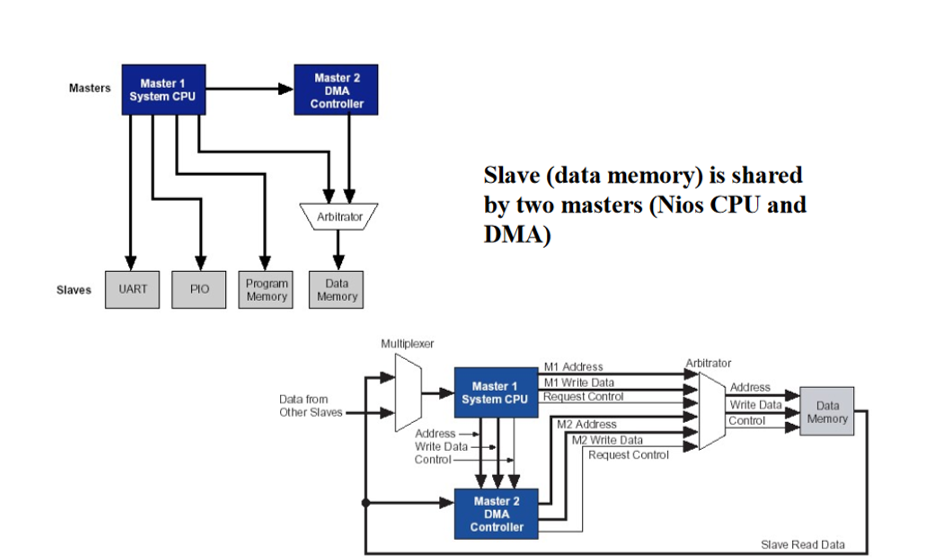 Masters
Master 1
System CPU
Master 2
DMA
Controller
Arbitrator
Slaves
UART
PIO
Program
Memory
Data
Memory
Slave (data memory) is shared
by two masters (Nios CPU and
DMA)
Multiplexer
Data from
Other Slaves
Master 1
System CPU
M1 Address
M1 Write Data
Request Control
Arbitrator
Address
Write Data
Control
Data
Memory
Address
Write Data
Control
M2 Address
M2 Write Data
Request Control
Master 2
DMA
Controller
Slave Read Data